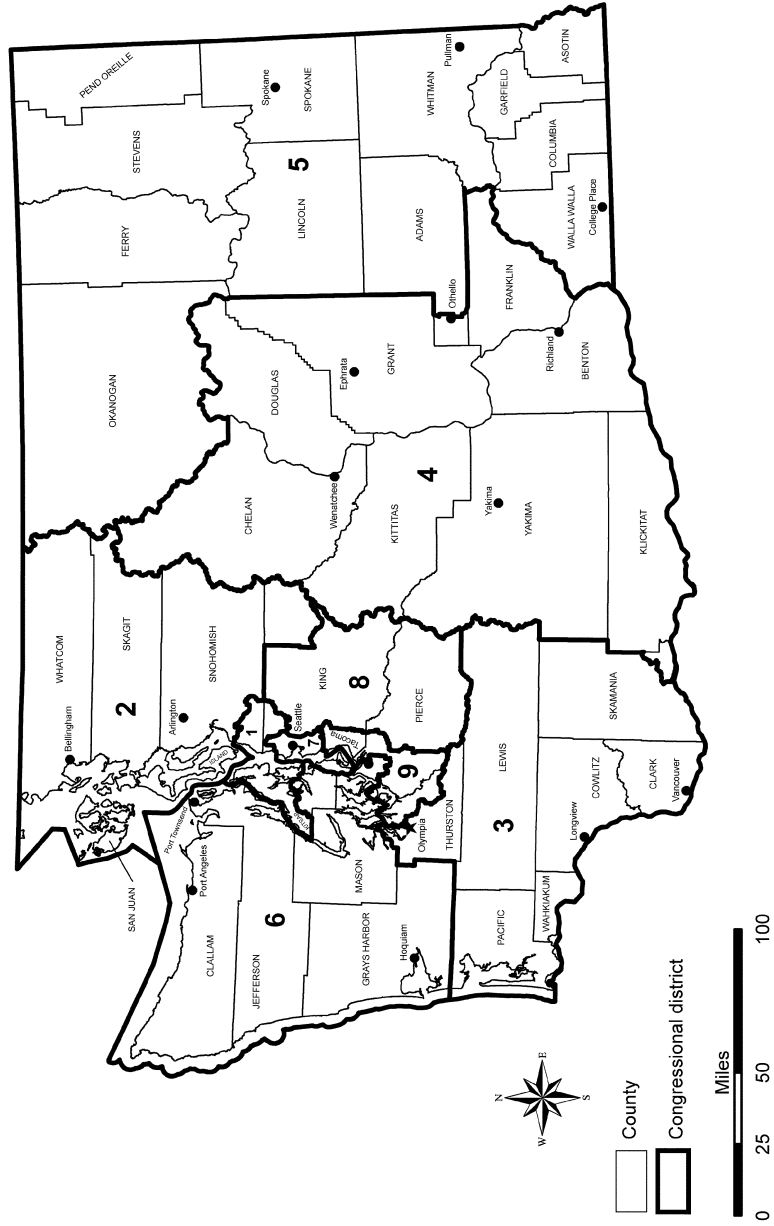 WHATCOM
Bellingham
SAN JUAN
SKAGIT
2
ISLAND
Arlington
SNOHOMISH
OKANOGAN
FERRY
STEVENS
PEND OREILLE
CLALLAM
Port Angeles
Port Townsend
JEFFERSON
6
1
Seattle
7
KING
8
CHELAN
Wenatchee
DOUGLAS
Ephrata
GRANT
LINCOLN
5
Spokane
SPOKANE
GRAYS HARBOR
Hoquiam
MASON
KITSAP
Tacoma
9
PIERCE
KITTITAS
4
Othello
ADAMS
WHITMAN
Pullman
Olympia
THURSTON
PACIFIC
LEWIS
3
Yakima
YAKIMA
Richland
BENTON
FRANKLIN
WALLA WALLA
College Place
COLUMBIA
GARFIELD
ASOTIN
WAHKIAKUM
Longview
COWLITZ
CLARK
Vancouver
SKAMANIA
KLICKITAT
N
W
E
S
County
Congressional district
Miles
0 25 50 100